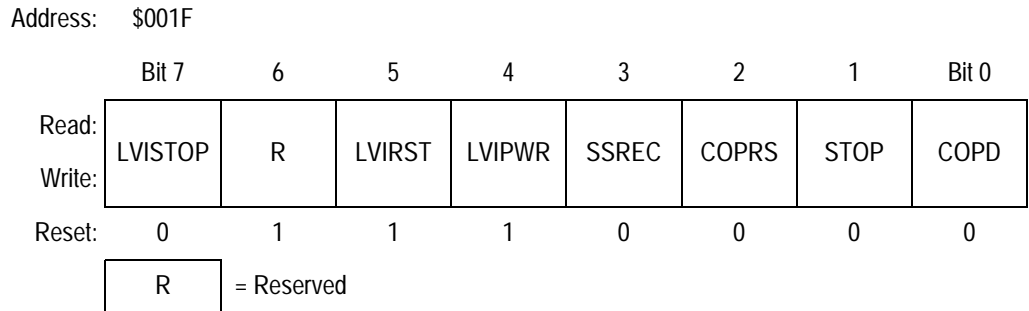 Address: $001F
Bit 7 6 5 4 3 2 1 Bit 0
Read:
LVISTOP R LVIRST LVIPWR SSREC COPRS STOP COPD
Write:
Reset: 0 1 1 1 0 0 0 0
R = Reserved